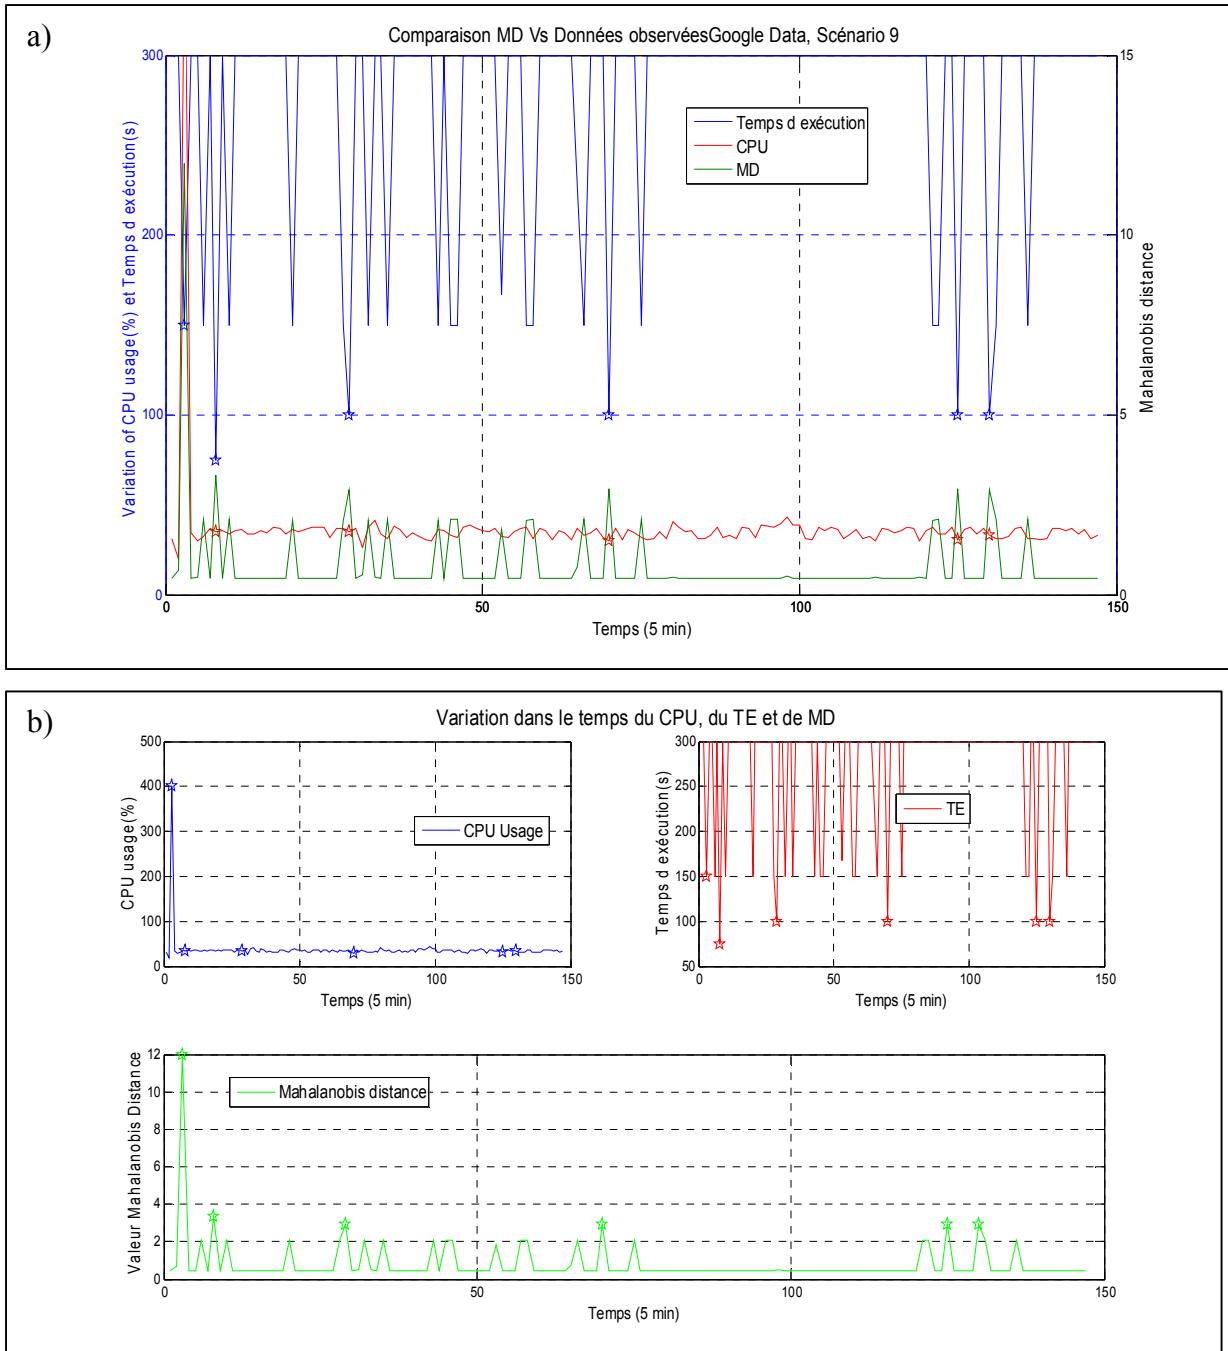 a)
Comparaison MD Vs Données observéesGoogle Data, Scénario 9
300
200
100
0
15
10
5
0
Variation of CPU usage(%) et Temps d exécution(s)
Mahalanobis distance
Temps d exécution
CPU
MD
0
50
100
150
Temps (5 min)
b)
Variation dans le temps du CPU, du TE et de MD
500
400
300
200
100
0
CPU usage(%)
CPU Usage
0
50
100
150
Temps (5 min)
300
250
200
150
100
50
Temps d exécution(s)
TE
0
50
100
150
Temps (5 min)
12
10
8
6
4
2
0
Valeur Mahalanobis Distance
Mahalanobis distance
0
50
100
150
Temps (5 min)